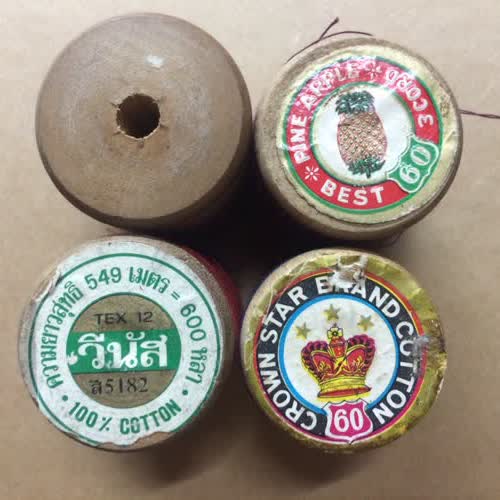 PINE APPLE
3CORD
BEST
60
ความยาวสุทธิ 549 เมตร = 600 หลา
TEX 12
วีนัส
ส5182
100% COTTON
CROWN STAR BRAND COTTON
60